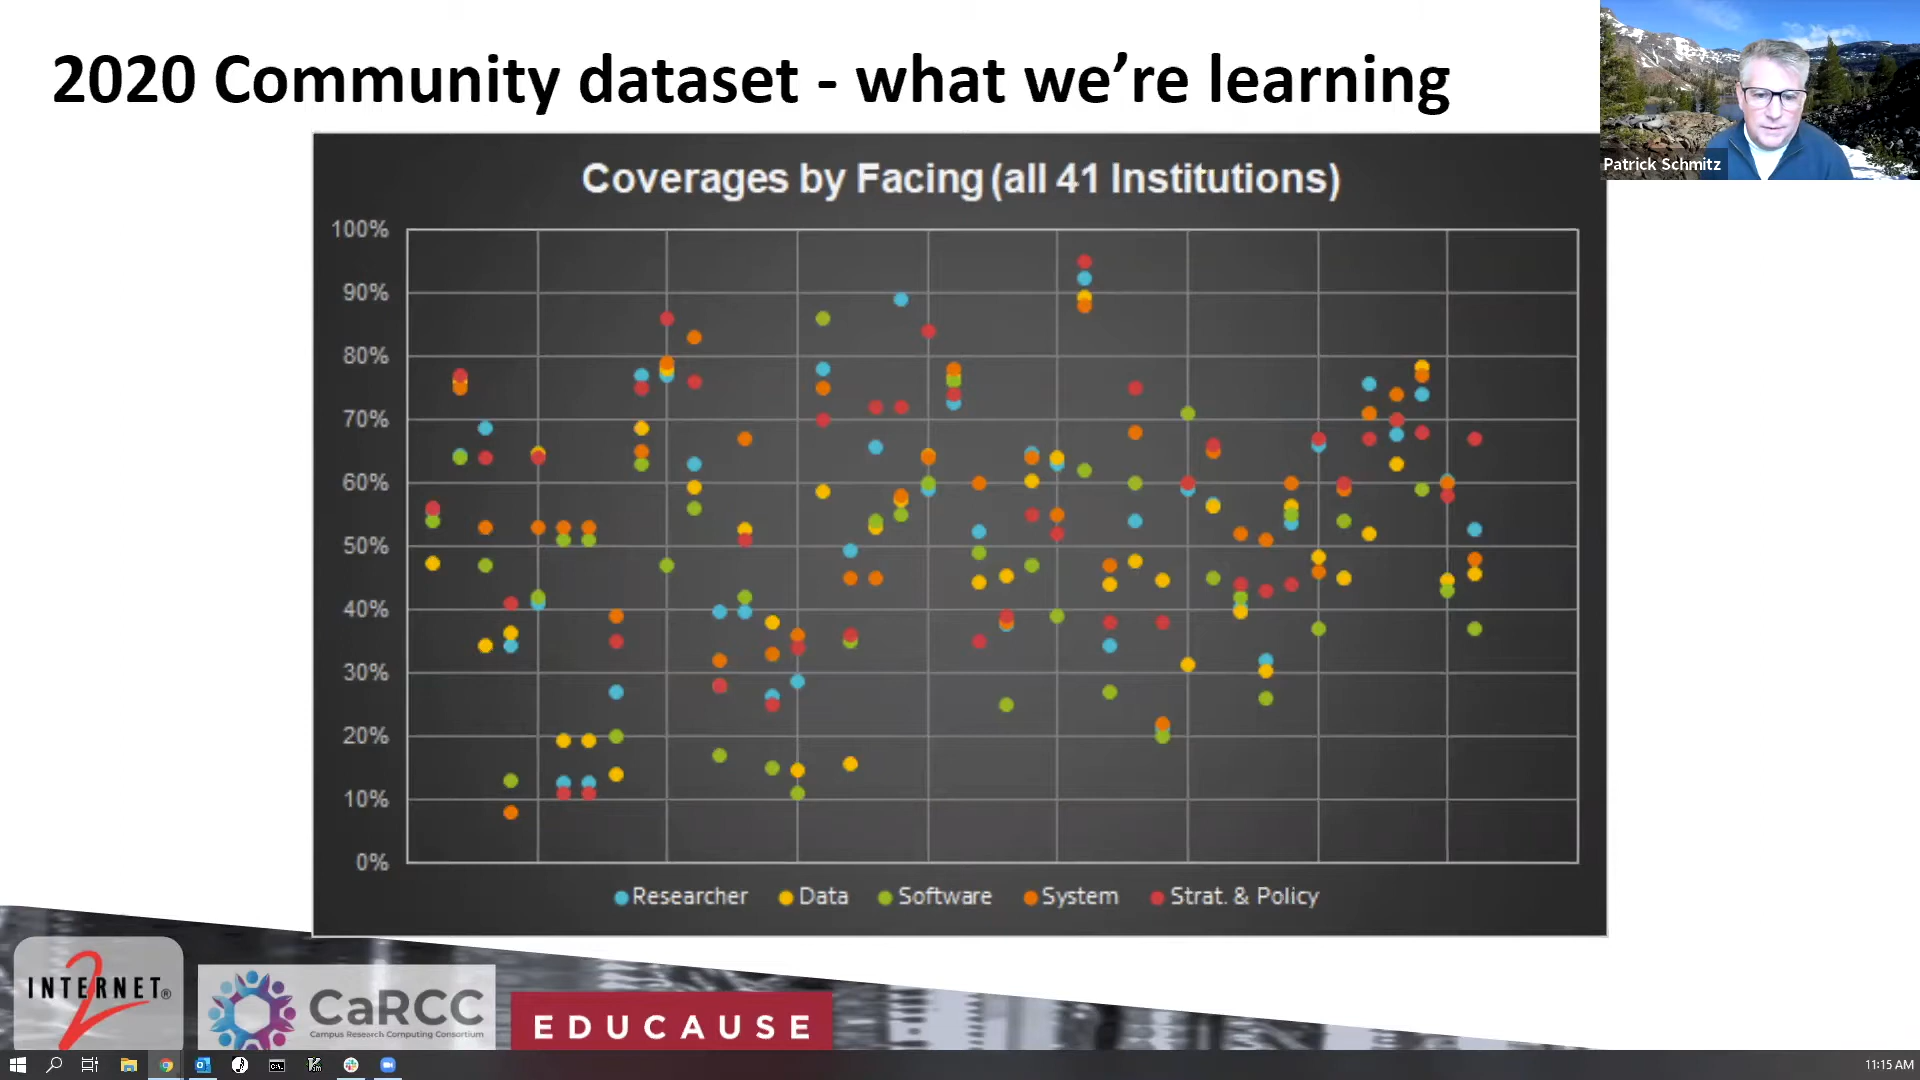 2020 Community dataset - what we're learning
Patrick Schmitz
Coverages by Facing (all 41 Institutions)
100%
90%
80%
70%
60%
50%
40%
30%
20%
10%
0%
Researcher Data Software System Strat. & Policy
INTERNET® 2
CaRCC
Campus Research Computing Consortium
EDUCAUSE
11:15 AM